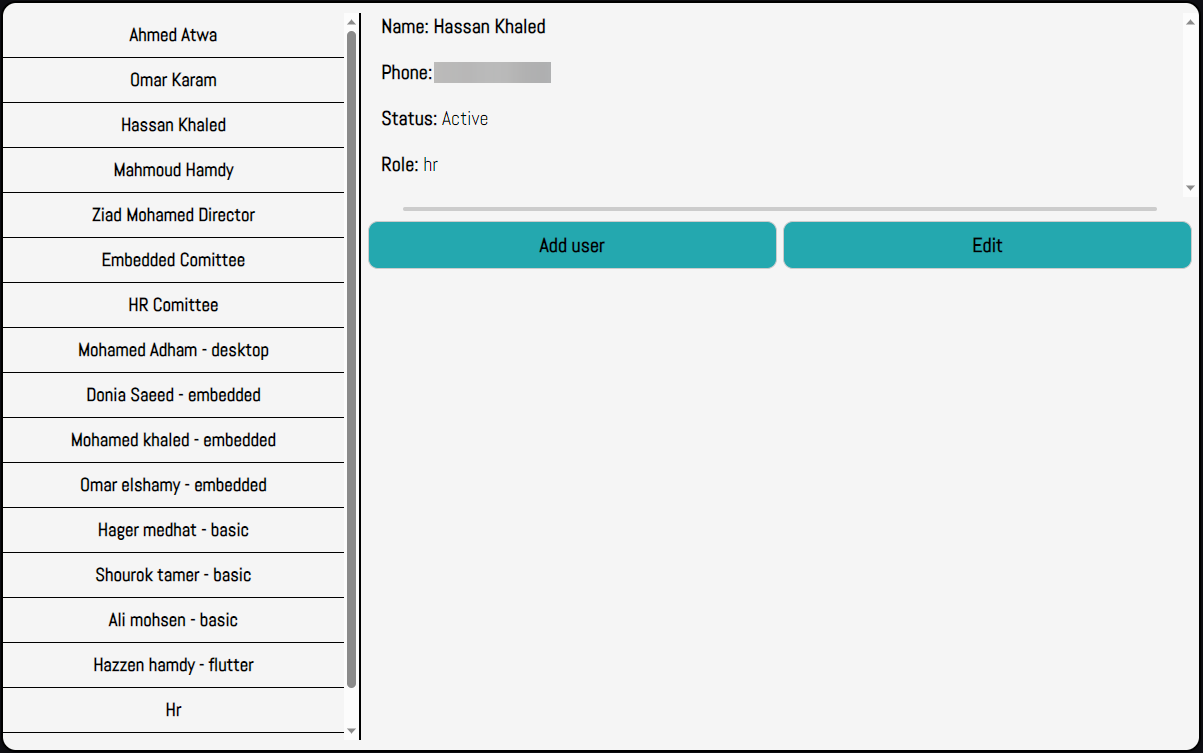 Ahmed Atwa
Omar Karam
Hassan Khaled
Mahmoud Hamdy
Ziad Mohamed Director
Embedded Comittee
HR Comittee
Mohamed Adham - desktop
Donia Saeed - embedded
Mohamed khaled - embedded
Omar elshamy - embedded
Hager medhat - basic
Shourok tamer - basic
Ali mohsen - basic
Hazzen hamdy - flutter
Hr
Name: Hassan Khaled
Phone:
Status: Active
Role: hr
Add user
Edit